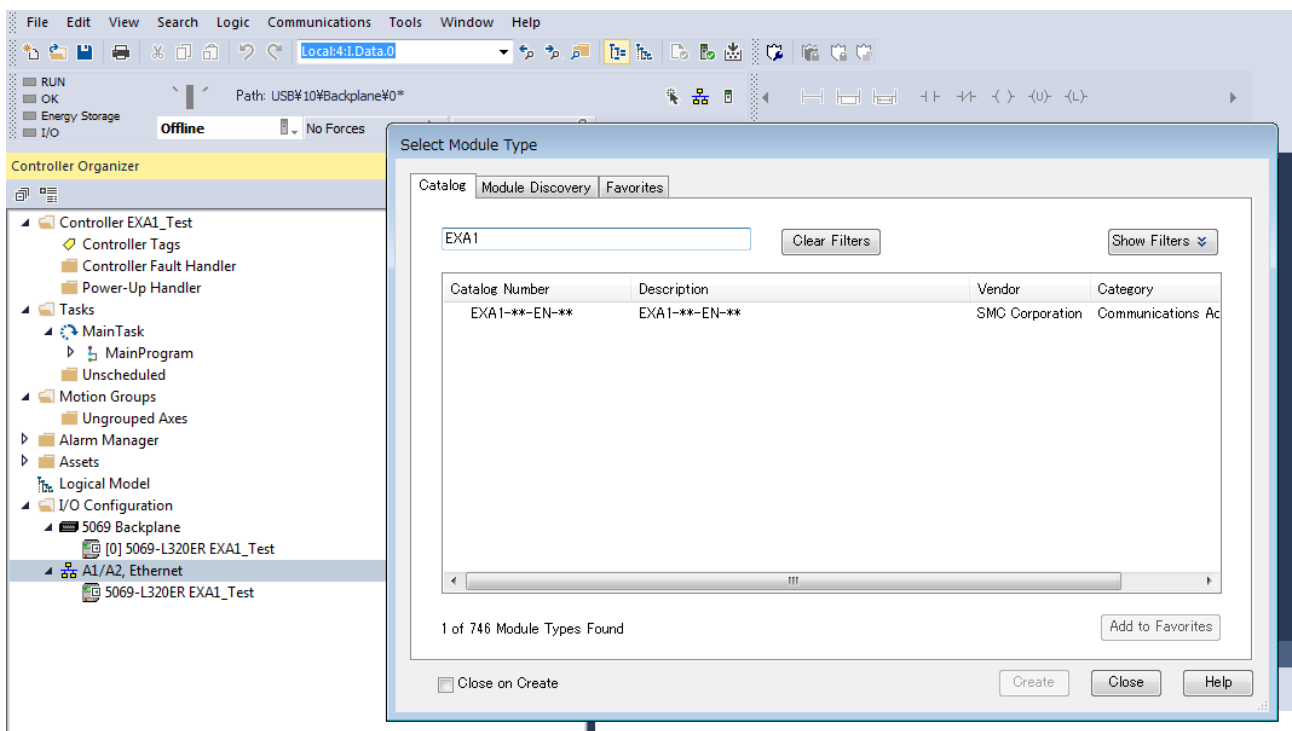 File Edit View Search Logic Communications Tools Window Help
Local:4:I.Data.0
RUN
OK
Energy Storage
I/O
Path: USB¥10¥Backplane¥0*
Offline
No Forces
Controller Organizer
Controller EXA1_Test
Controller Tags
Controller Fault Handler
Power-Up Handler
Tasks
MainTask
MainProgram
Unscheduled
Motion Groups
Ungrouped Axes
Alarm Manager
Assets
Logical Model
I/O Configuration
5069 Backplane
[0] 5069-L320ER EXA1_Test
A1/A2, Ethernet
5069-L320ER EXA1_Test
Select Module Type
Catalog Module Discovery Favorites
EXA1 Clear Filters Show Filters
Catalog Number Description Vendor Category
EXA1-**-EN-** EXA1-**-EN-** SMC Corporation Communications Ac
1 of 746 Module Types Found Add to Favorites
Close on Create Create Close Help